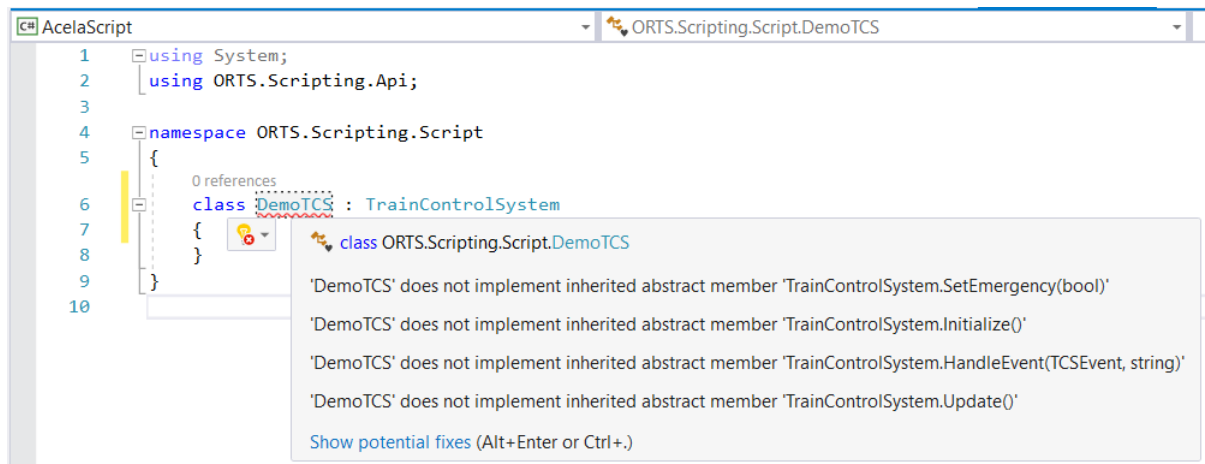 C# AcelaScript
ORTS.Scripting.Script.DemoTCS
1 using System;
2 using ORTS.Scripting.Api;
3
4 namespace ORTS.Scripting.Script
5 {
0 references
6 class DemoTCS : TrainControlSystem
7 {
8 }
9 }
10
class ORTS.Scripting.Script.DemoTCS
'DemoTCS' does not implement inherited abstract member 'TrainControlSystem.SetEmergency(bool)'
'DemoTCS' does not implement inherited abstract member 'TrainControlSystem.Initialize()'
'DemoTCS' does not implement inherited abstract member 'TrainControlSystem.HandleEvent(TCSEvent, string)'
'DemoTCS' does not implement inherited abstract member 'TrainControlSystem.Update()'
Show potential fixes (Alt+Enter or Ctrl+.)